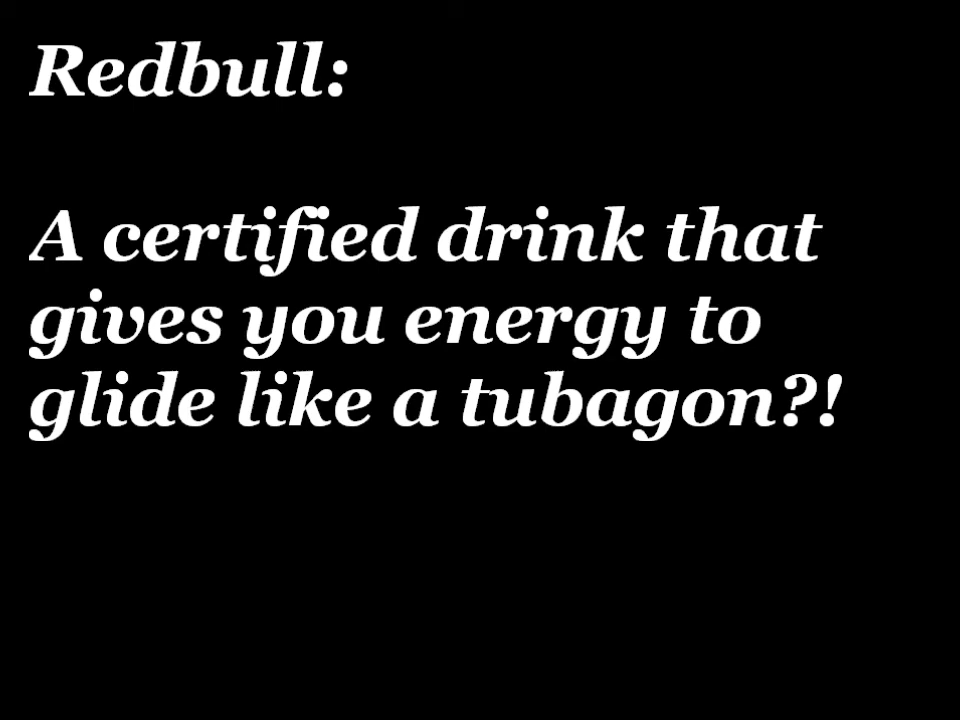 Redbull:
A certified drink that
gives you energy to
glide like a tubagon?!